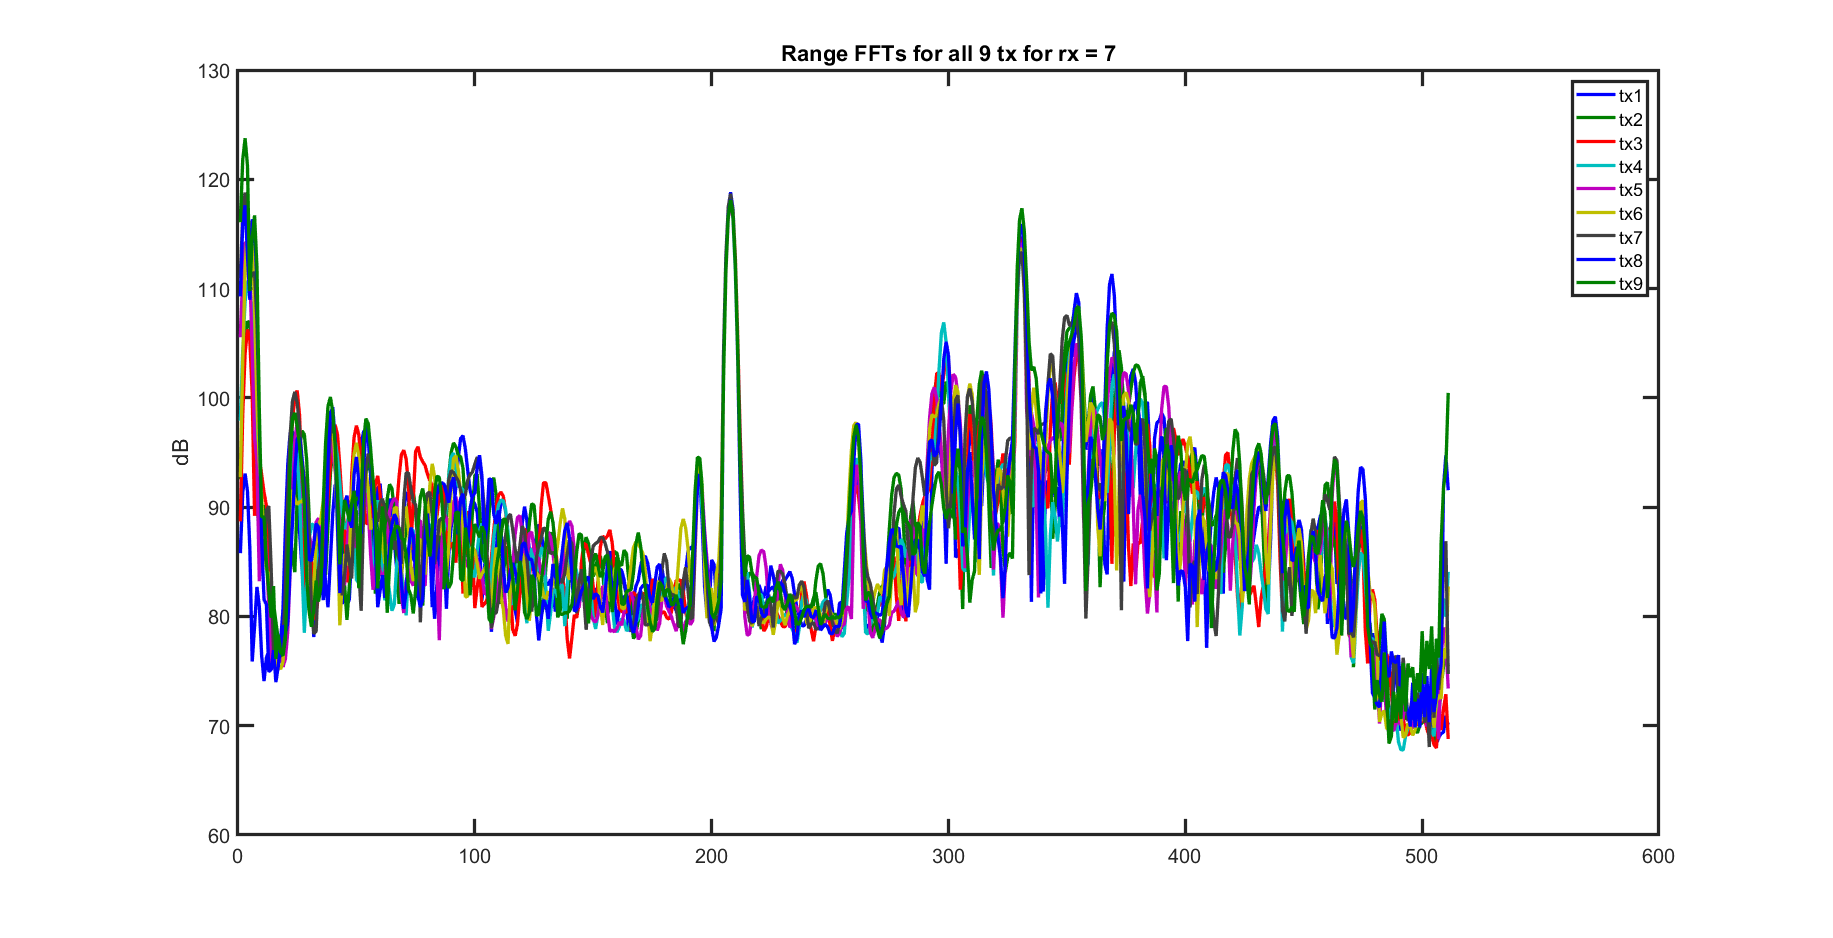 Range FFTs for all 9 tx for rx = 7
130
120
110
100
90
80
70
60
dB
0
100
200
300
400
500
600
tx1
tx2
tx3
tx4
tx5
tx6
tx7
tx8
tx9